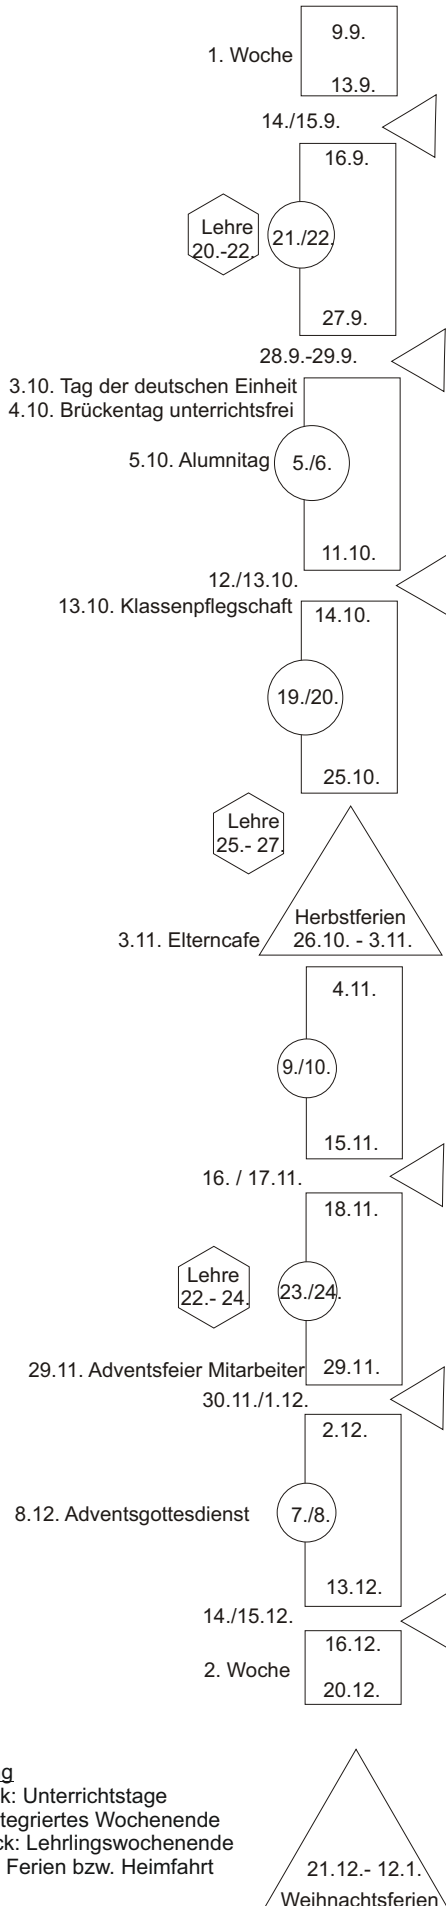 9.9.
1. Woche
13.9.
14./15.9.
16.9.
Lehre
20.-22.
21./22.
27.9.
28.9.-29.9.
3.10. Tag der deutschen Einheit
4.10. Brückentag unterrichtsfrei
5.10. Alumnitag
5./6.
11.10.
12./13.10.
13.10. Klassenpflegschaft
14.10.
19./20.
25.10.
Lehre
25.- 27.
Herbstferien
3.11. Elterncafe
26.10. - 3.11.
4.11.
9./10.
15.11.
16. / 17.11.
18.11.
Lehre
22.- 24.
23./24.
29.11. Adventsfeier Mitarbeiter
29.11.
30.11./1.12.
2.12.
8.12. Adventsgottesdienst
7./8.
13.12.
14./15.12.
16.12.
2. Woche
20.12.
g
k: Unterrichtstage
tegriertes Wochenende
ck: Lehrlingswochenende
Ferien bzw. Heimfahrt
21.12.- 12.1.
Weihnachtsferien